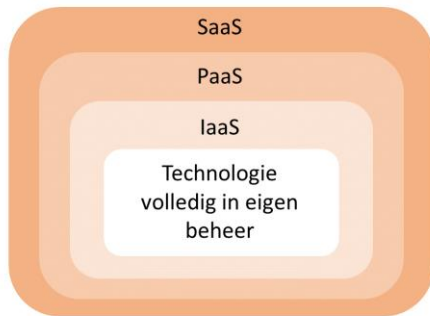 SaaS
PaaS
IaaS
Technologie
volledig in eigen
beheer